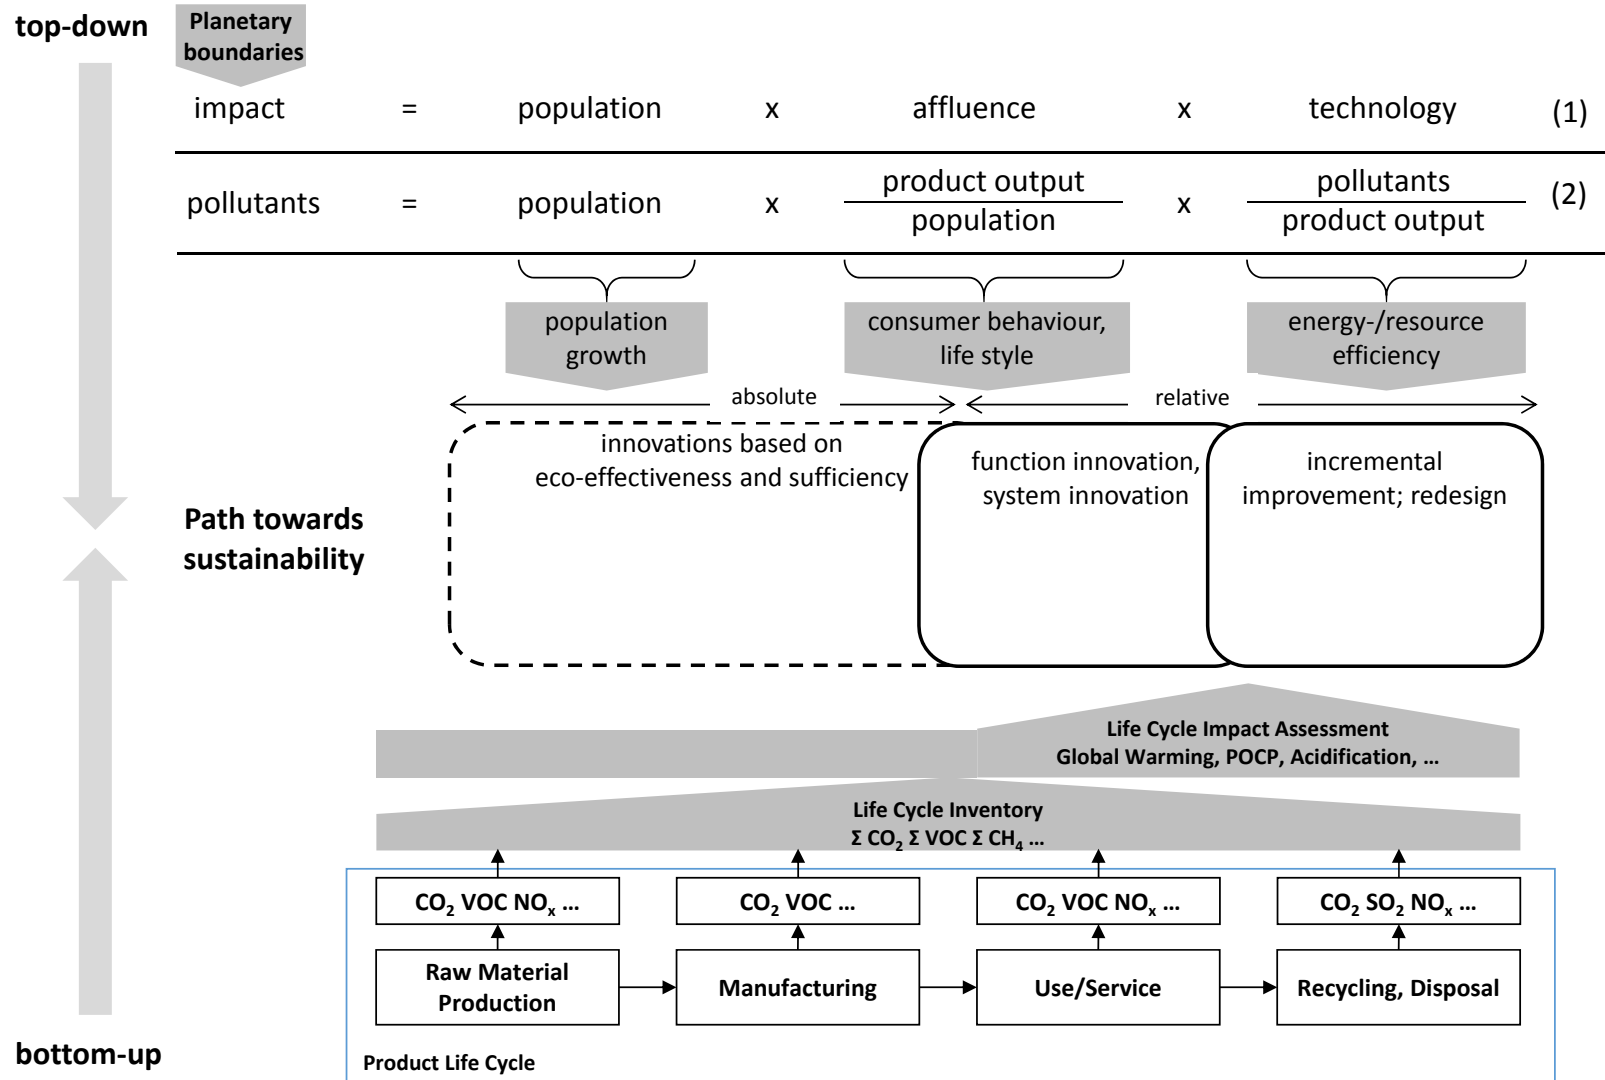 top-down
Planetary
boundaries
impact = population x affluence x technology (1)
pollutants = population x product output / population x pollutants / product output (2)
population
growth
consumer behaviour,
life style
energy-/resource
efficiency
absolute
relative
innovations based on
eco-effectiveness and sufficiency
function innovation,
system innovation
incremental
improvement; redesign
Path towards
sustainability
Life Cycle Impact Assessment
Global Warming, POCP, Acidification, ...
Life Cycle Inventory
Σ CO₂ Σ VOC Σ CH₄ ...
CO₂ VOC NOₓ ...
CO₂ VOC ...
CO₂ VOC NOₓ ...
CO₂ SO₂ NOₓ ...
Raw Material
Production
Manufacturing
Use/Service
Recycling, Disposal
bottom-up
Product Life Cycle